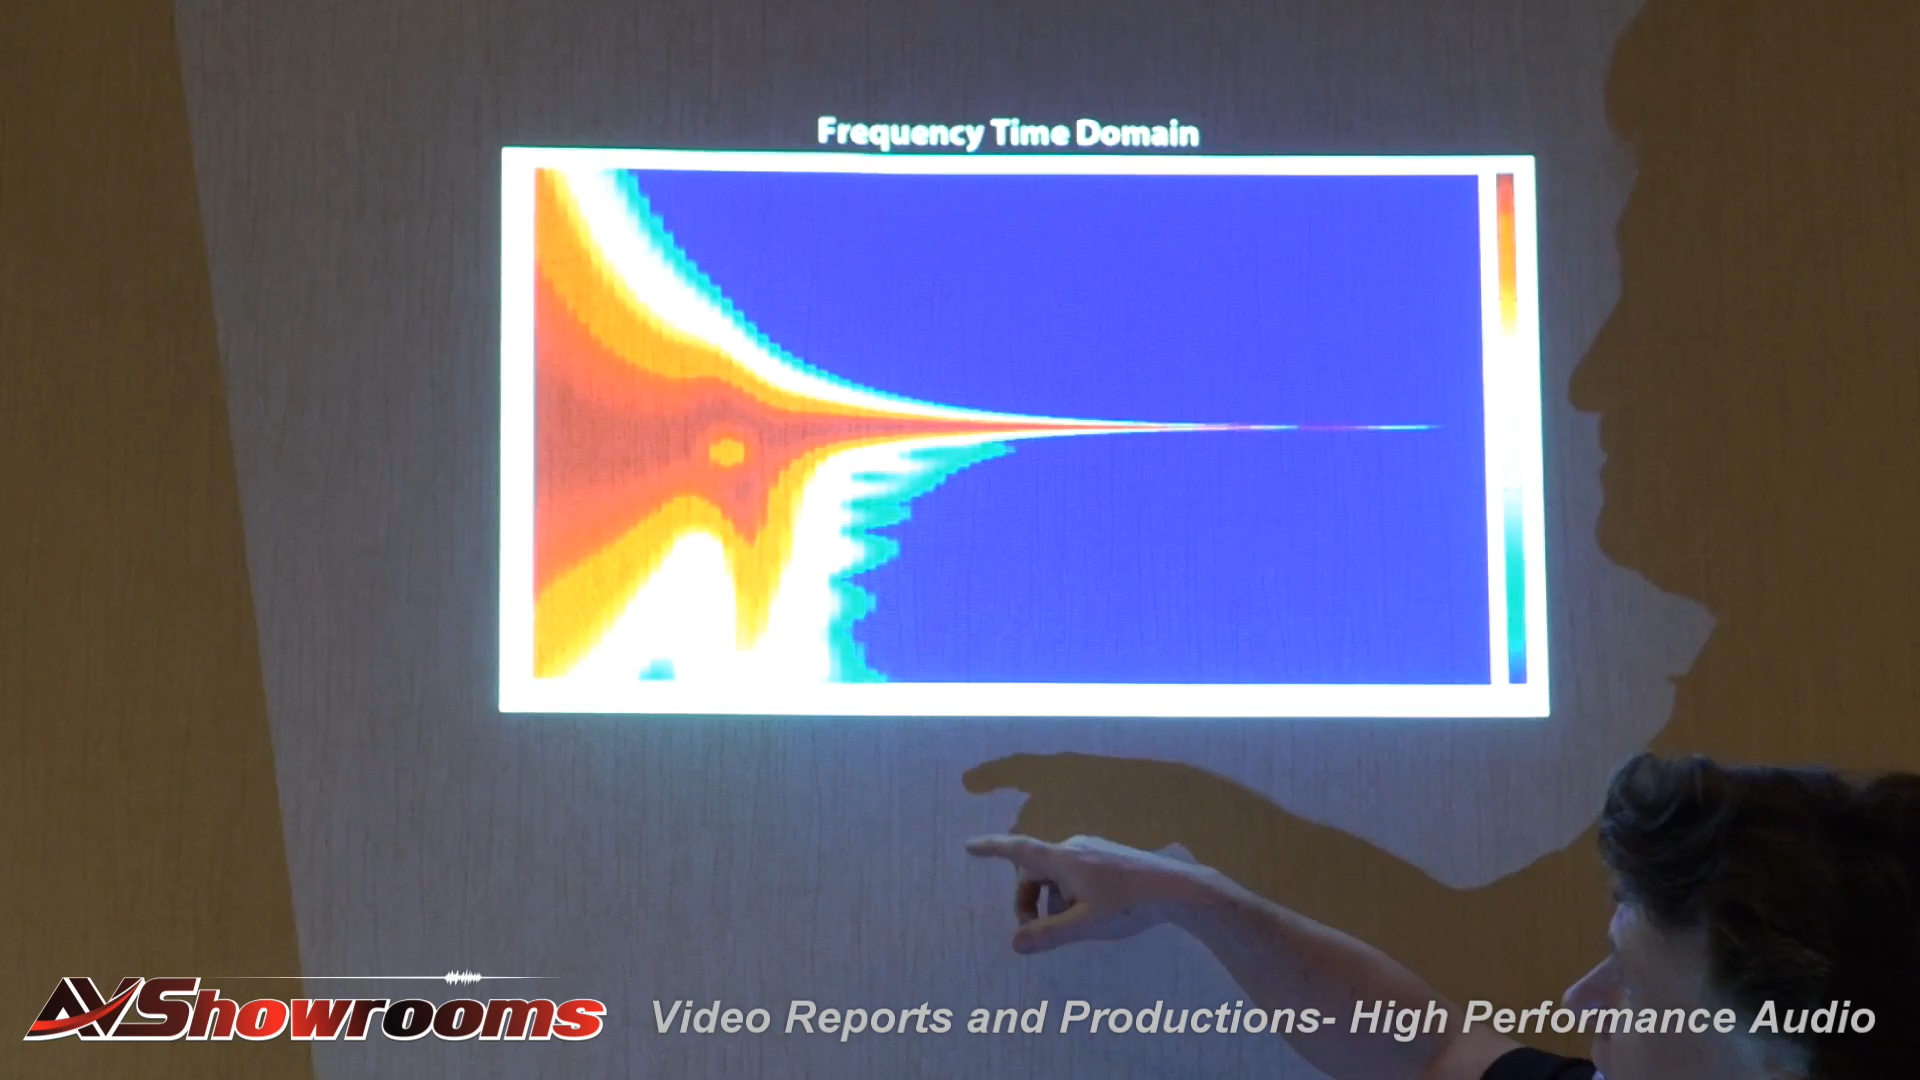 Frequency Time Domain
AVShowrooms
Video Reports and Productions- High Performance Audio